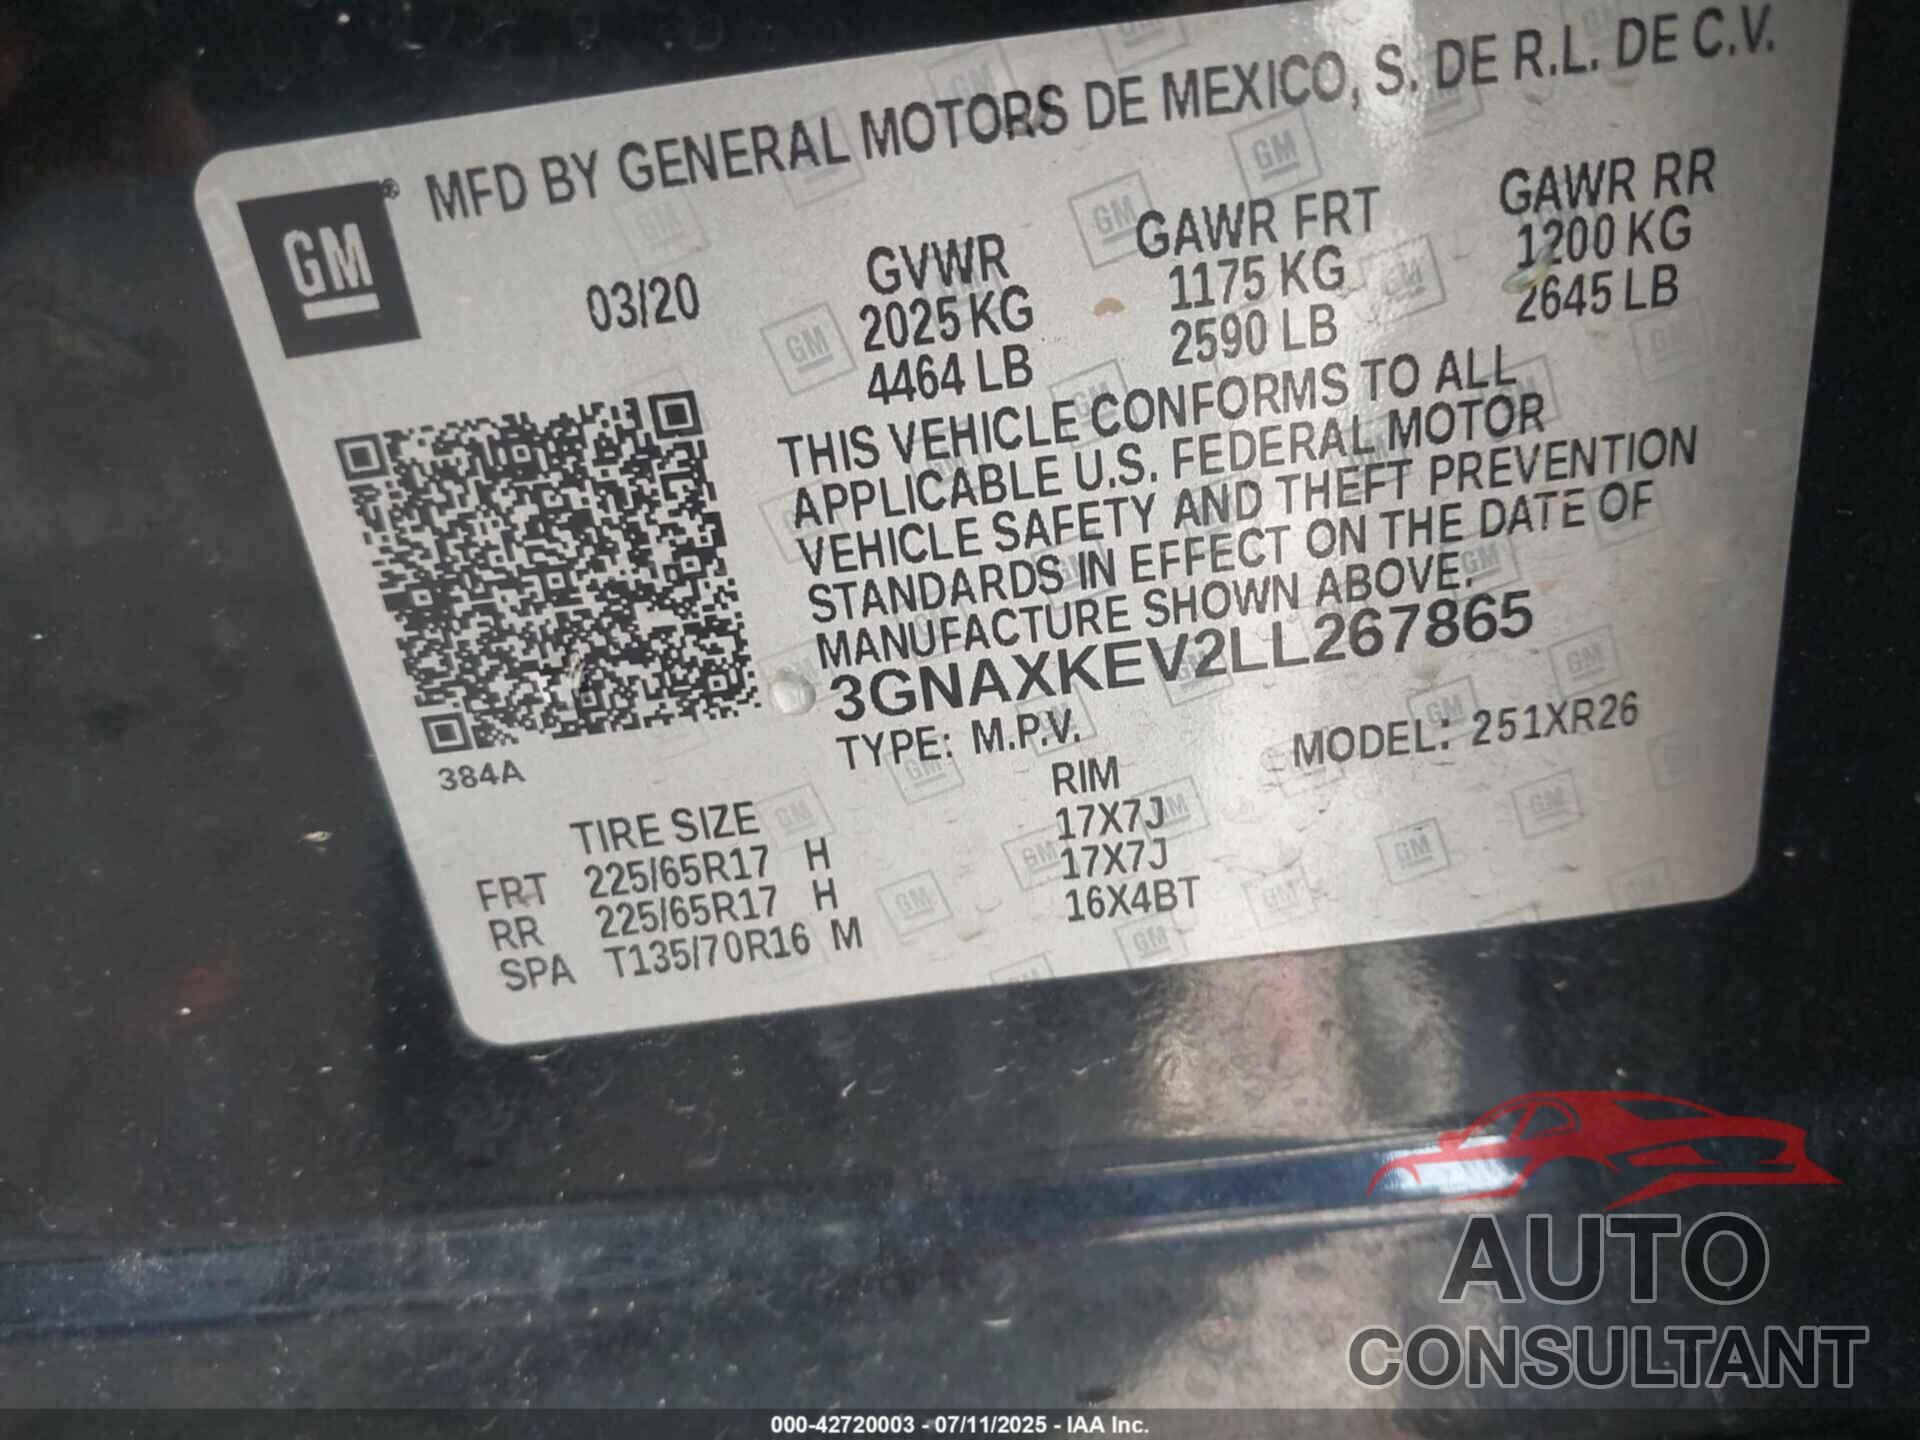 GM® MFD BY GENERAL MOTORS DE MEXICO, S. DE R.L. DE C.V.
03/20 GVWR GAWR FRT GAWR RR
2025 KG 1175 KG 1200 KG
4464 LB 2590 LB 2645 LB
THIS VEHICLE CONFORMS TO ALL
APPLICABLE U.S. FEDERAL MOTOR
VEHICLE SAFETY AND THEFT PREVENTION
STANDARDS IN EFFECT ON THE DATE OF
MANUFACTURE SHOWN ABOVE.
3GNAXKEV2LL267865
TYPE: M.P.V. MODEL: 251XR26
384A
TIRE SIZE RIM
FRT 225/65R17 H 17X7J
RR 225/65R17 H 17X7J
SPA T135/70R16 M 16X4BT
AUTO
CONSULTANT
000-42720003 - 07/11/2025 - IAA Inc.